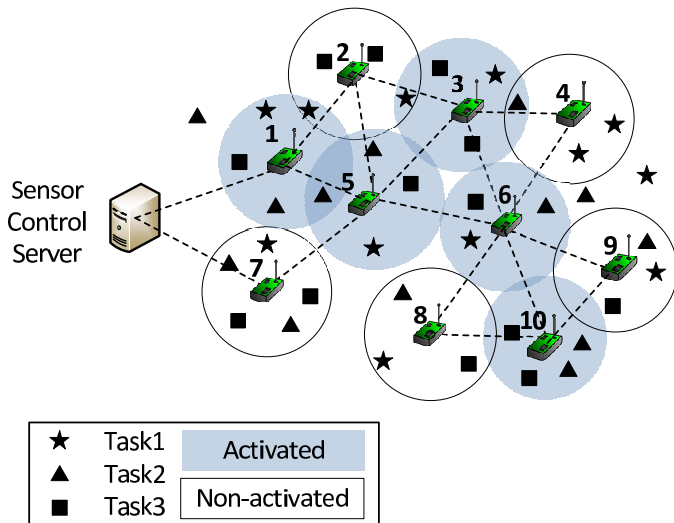 2
3
4
1
Sensor
Control
Server
5
6
7
9
8
10
Task1
Activated
Task2
Task3
Non-activated